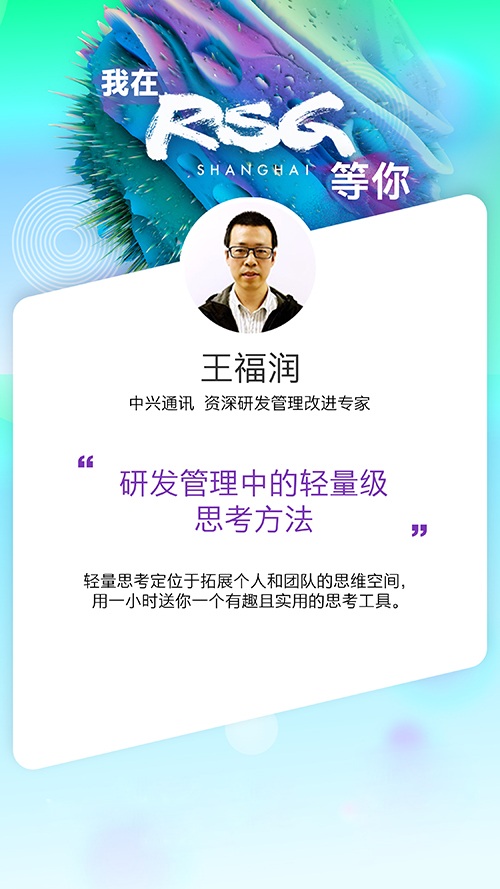 我在
RSG
SHANGHAI
等你
王福润
中兴通讯 资深研发管理改进专家
“
研发管理中的轻量级
思考方法
”
轻量思考定位于拓展个人和团队的思维空间，
用一小时送你一个有趣且实用的思考工具。